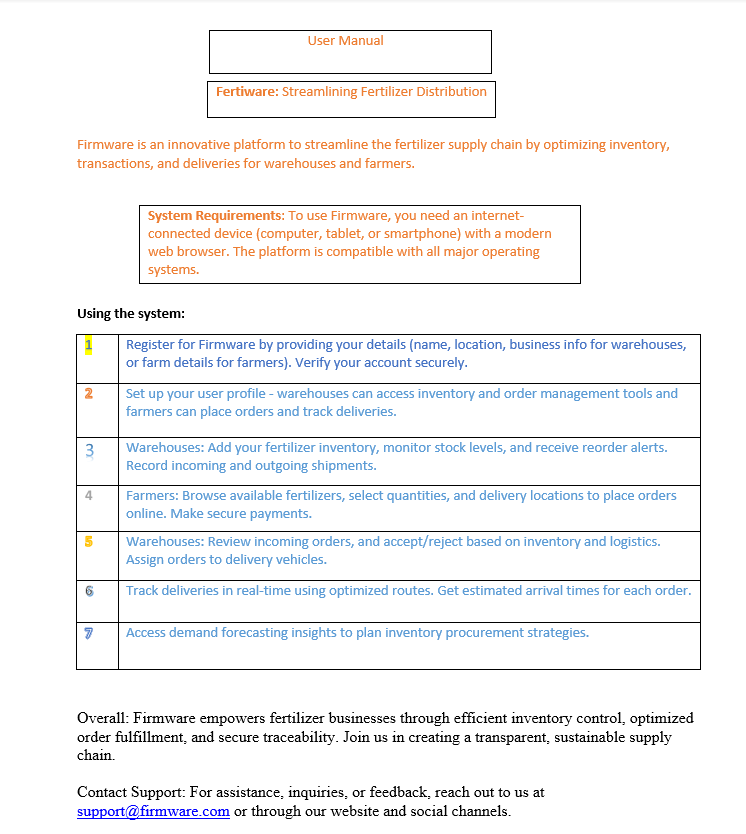 User Manual
Fertiware: Streamlining Fertilizer Distribution
Firmware is an innovative platform to streamline the fertilizer supply chain by optimizing inventory,
transactions, and deliveries for warehouses and farmers.
System Requirements: To use Firmware, you need an internet-
connected device (computer, tablet, or smartphone) with a modern
web browser. The platform is compatible with all major operating
systems.
Using the system:
1 Register for Firmware by providing your details (name, location, business info for warehouses,
or farm details for farmers). Verify your account securely.
2 Set up your user profile - warehouses can access inventory and order management tools and
farmers can place orders and track deliveries.
3 Warehouses: Add your fertilizer inventory, monitor stock levels, and receive reorder alerts.
Record incoming and outgoing shipments.
4 Farmers: Browse available fertilizers, select quantities, and delivery locations to place orders
online. Make secure payments.
5 Warehouses: Review incoming orders, and accept/reject based on inventory and logistics.
Assign orders to delivery vehicles.
6 Track deliveries in real-time using optimized routes. Get estimated arrival times for each order.
7 Access demand forecasting insights to plan inventory procurement strategies.
Overall: Firmware empowers fertilizer businesses through efficient inventory control, optimized
order fulfillment, and secure traceability. Join us in creating a transparent, sustainable supply
chain.
Contact Support: For assistance, inquiries, or feedback, reach out to us at
support@firmware.com or through our website and social channels.